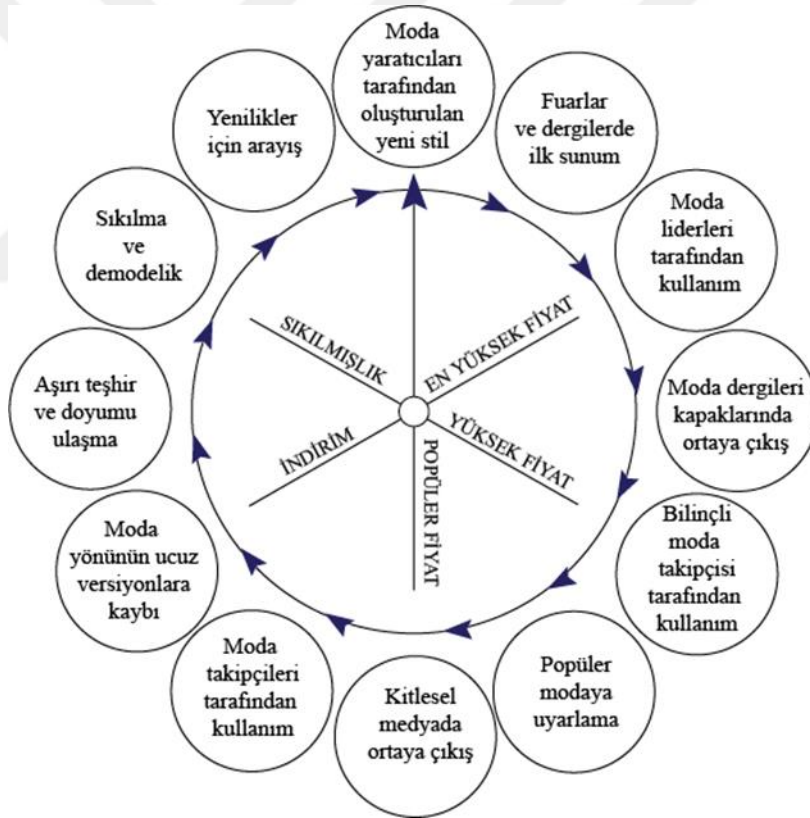 Moda
yaratıcıları
tarafından
oluşturulan
yeni stil
Fuarlar
ve dergilerde
ilk sunum
Moda
liderleri
tarafından
kullanım
Moda dergileri
kapaklarında
ortaya çıkış
Bilinçli
moda
takipçisi
tarafından
kullanım
Popüler
modaya
uyarlama
Kitlesel
medyada
ortaya çıkış
Moda
takipçileri
tarafından
kullanım
Moda
yönünün ucuz
versiyonlara
kaybı
Aşırı teşhir
ve doyumu
ulaşma
Sıkılma
ve
demodelik
Yenilikler
için arayış
EN YÜKSEK FİYAT
YÜKSEK FİYAT
POPÜLER FİYAT
İNDİRİM
SIKILMIŞLIK